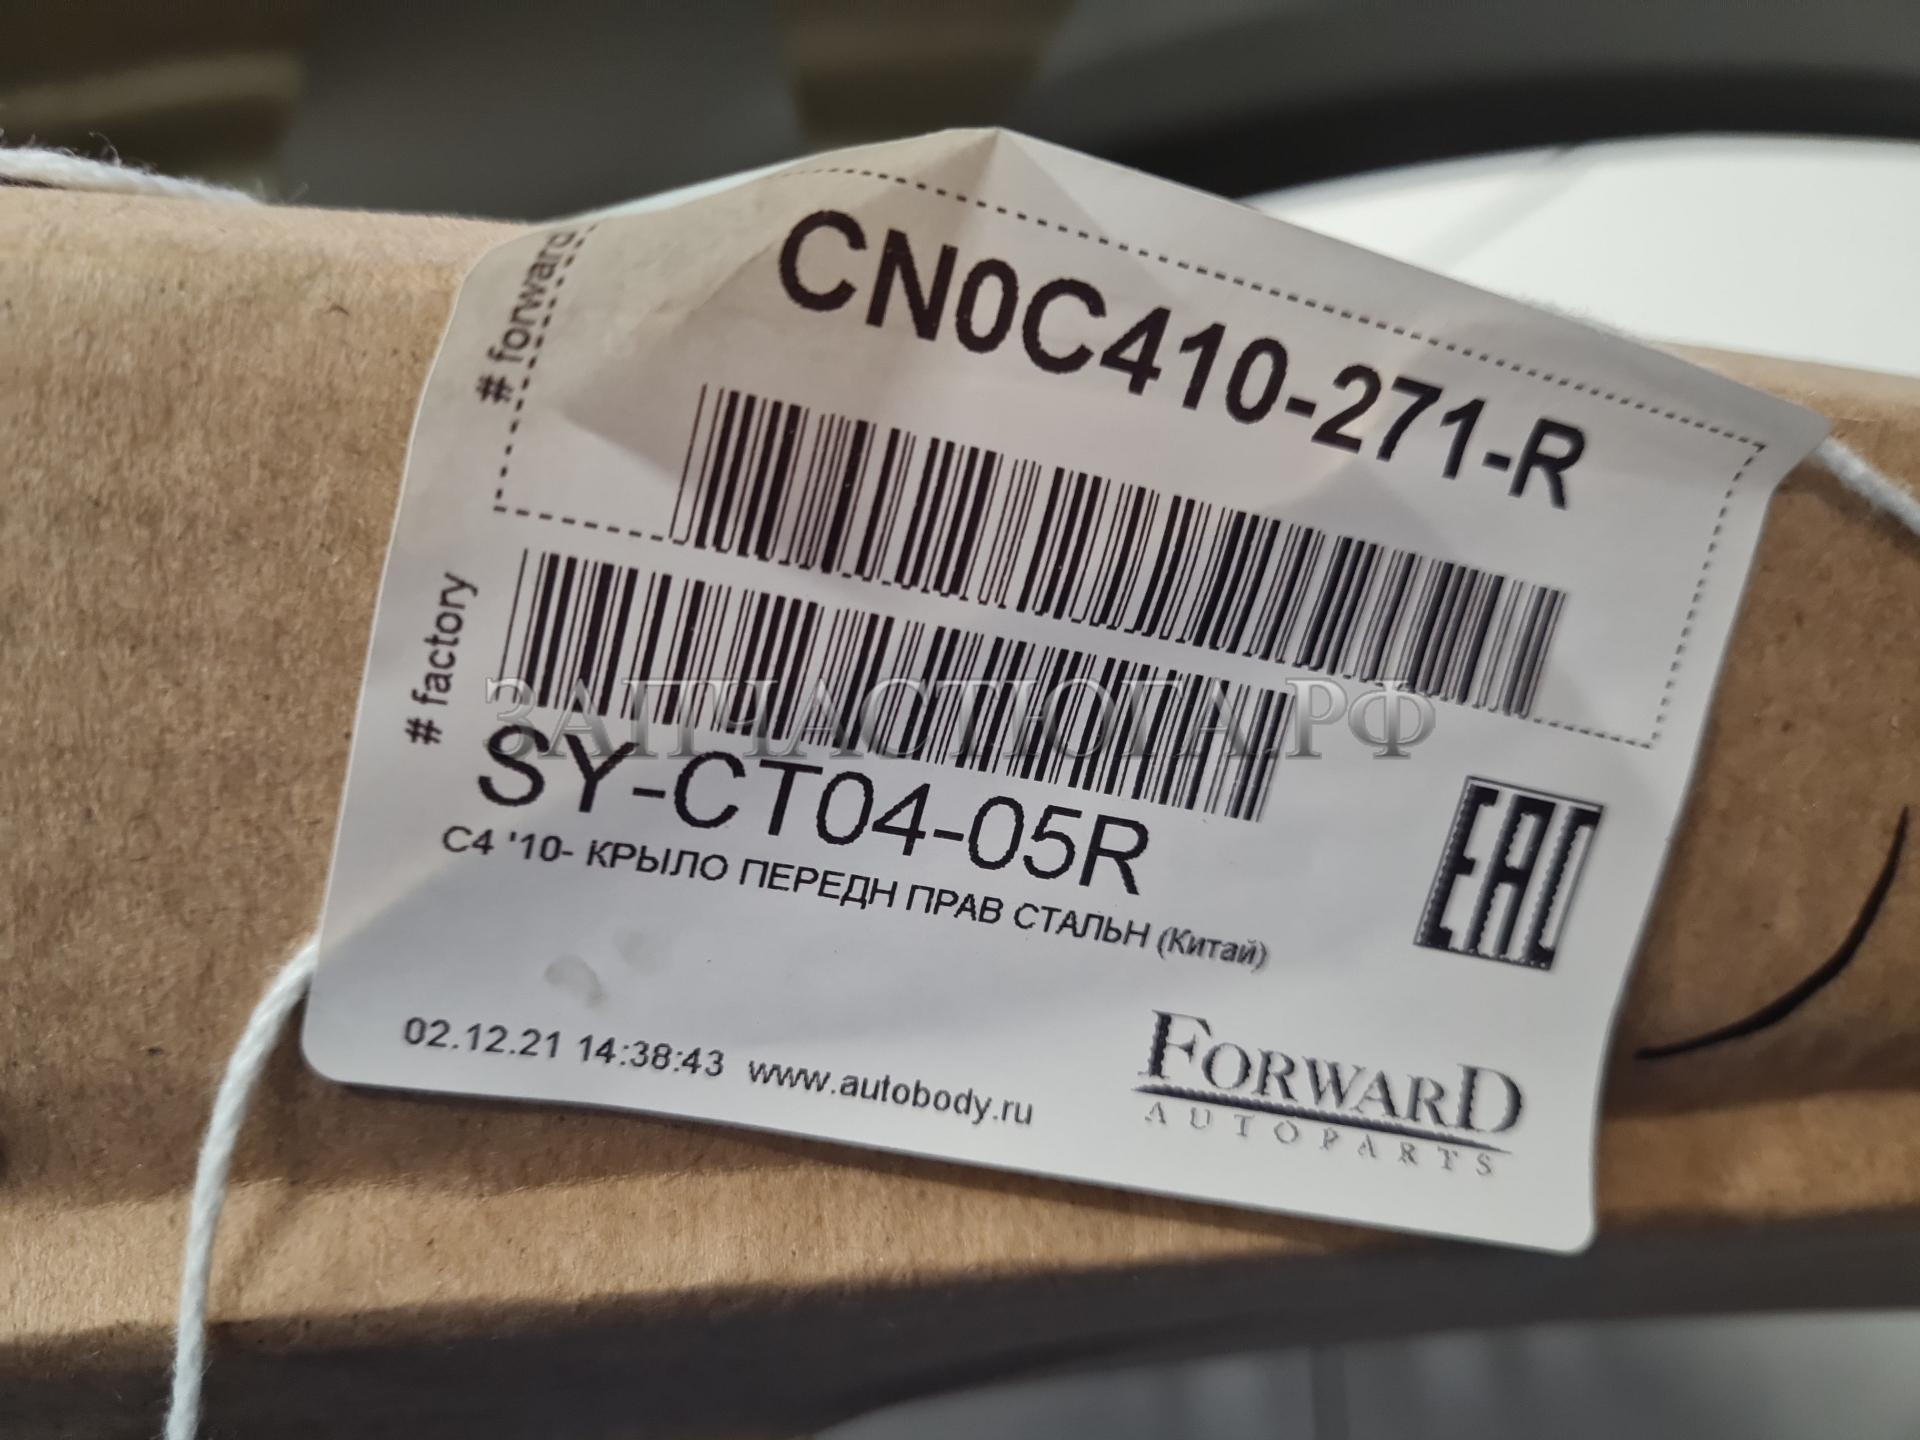 # forward
CN0C410-271-R
# factory
ЗАПЧАСТЮГА.РФ
SY-CT04-05R
C4 '10- КРЫЛО ПЕРЕДН ПРАВ СТАЛЬН (Китай)
EAC
02.12.21 14:38:43 www.autobody.ru
FORWARD
AUTOPARTS